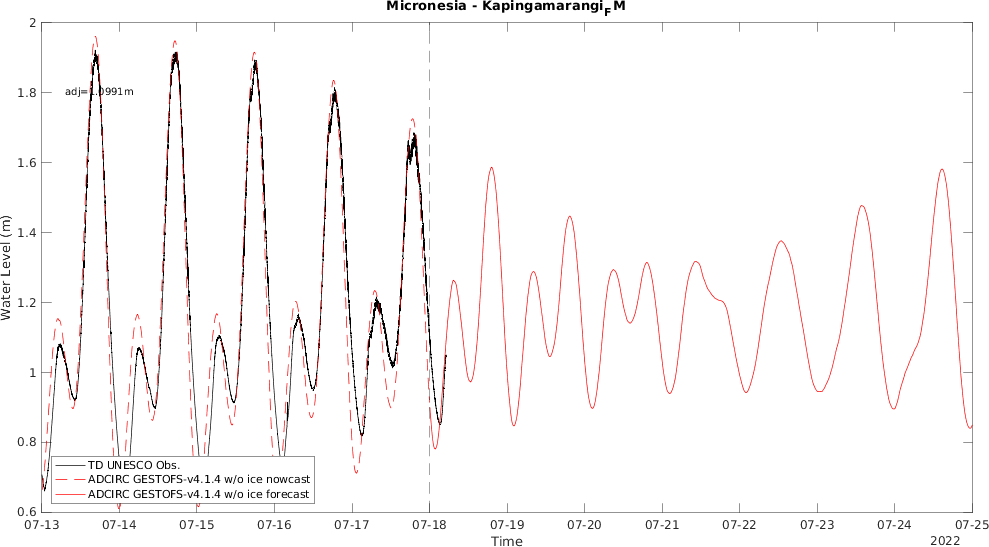 Micronesia - Kapingamarangi_FM
2
1.8
1.6
1.4
1.2
1
0.8
0.6
Water Level (m)
adj=1.0991m
TD UNESCO Obs.
ADCIRC GESTOFS-v4.1.4 w/o ice nowcast
ADCIRC GESTOFS-v4.1.4 w/o ice forecast
07-13 07-14 07-15 07-16 07-17 07-18 07-19 07-20 07-21 07-22 07-23 07-24 07-25
Time
2022